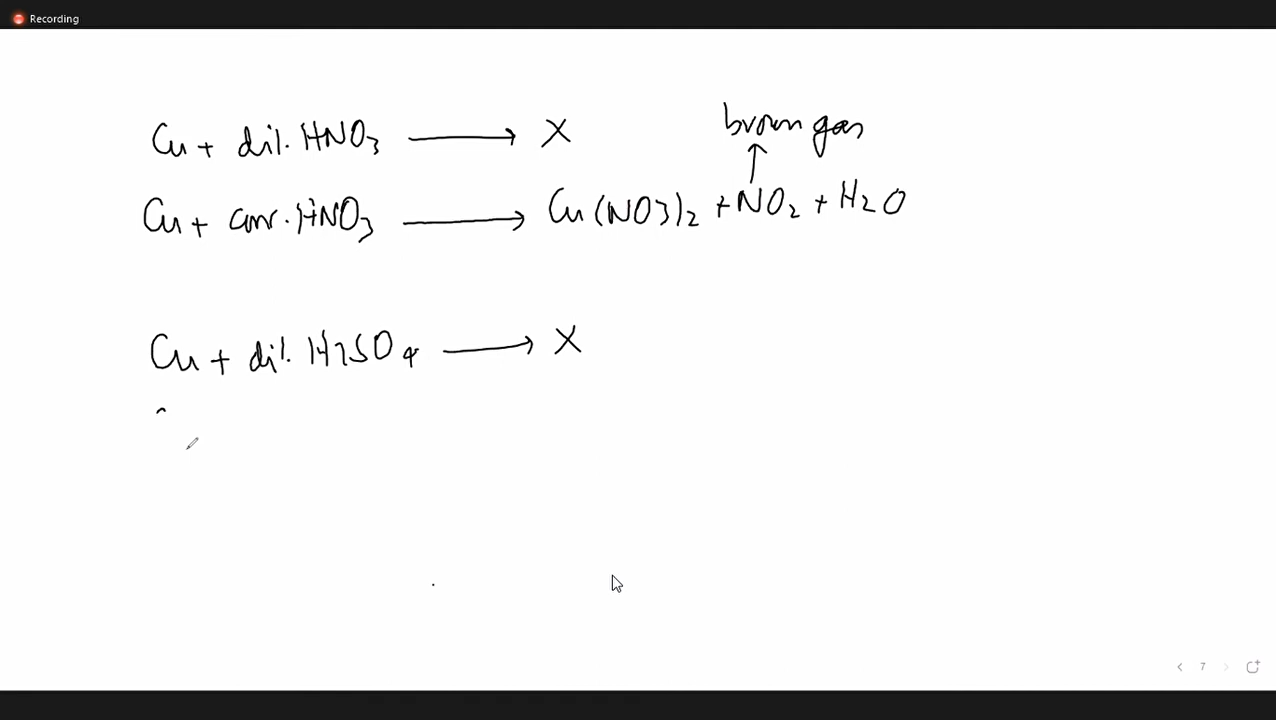 Recording
brown gas
Cu + dil. HNO3 → X
Cu + conc. HNO3 → Cu(NO3)2 + NO2 + H2O
Cu + dil. H2SO4 → X
7